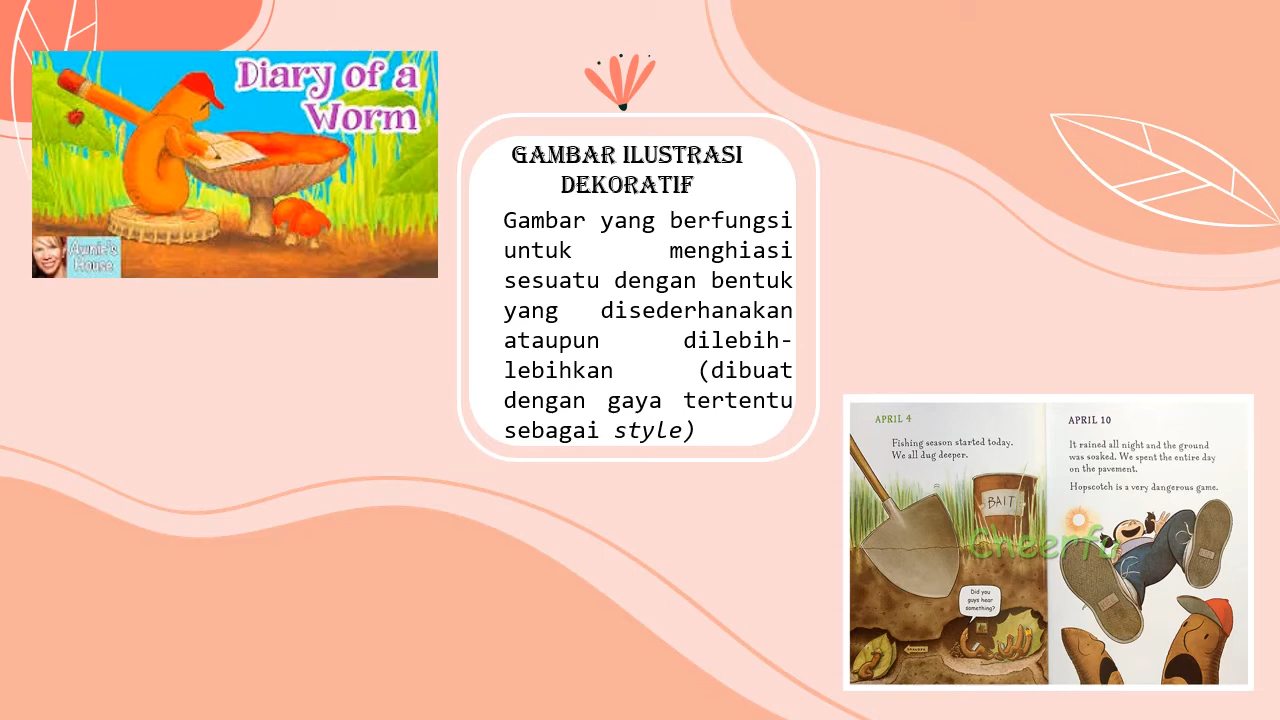 Diary of a
Worm
Awnie's
House
GAMBAR ILUSTRASI
DEKORATIF
Gambar yang berfungsi
untuk menghiasi
sesuatu dengan bentuk
yang disederhanakan
ataupun dilebih-
lebihkan (dibuat
dengan gaya tertentu
sebagai style)
APRIL 4
Fishing season started today.
We all dug deeper.
BAIT
Did you
guys hear
something?
APRIL 10
It rained all night and the ground
was soaked. We spent the entire day
on the pavement.
Hopscotch is a very dangerous game.
Cheerfu